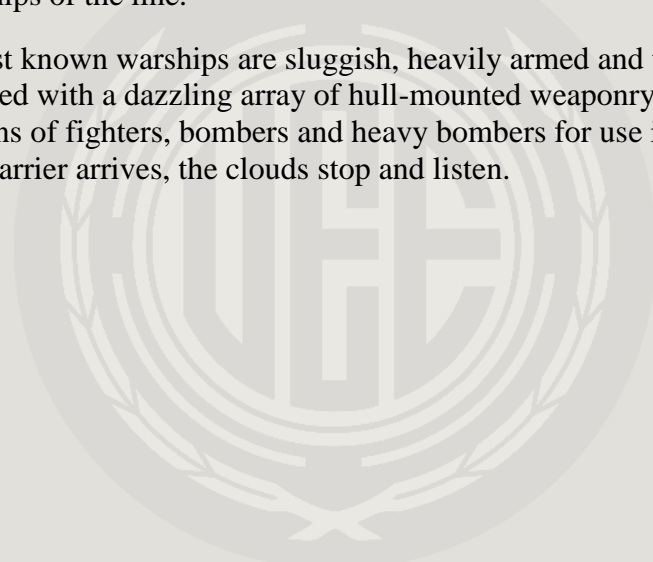 ips of the line.
st known warships are sluggish, heavily armed and
ed with a dazzling array of hull-mounted weaponry
ns of fighters, bombers and heavy bombers for use
arrier arrives, the clouds stop and listen.
UEE